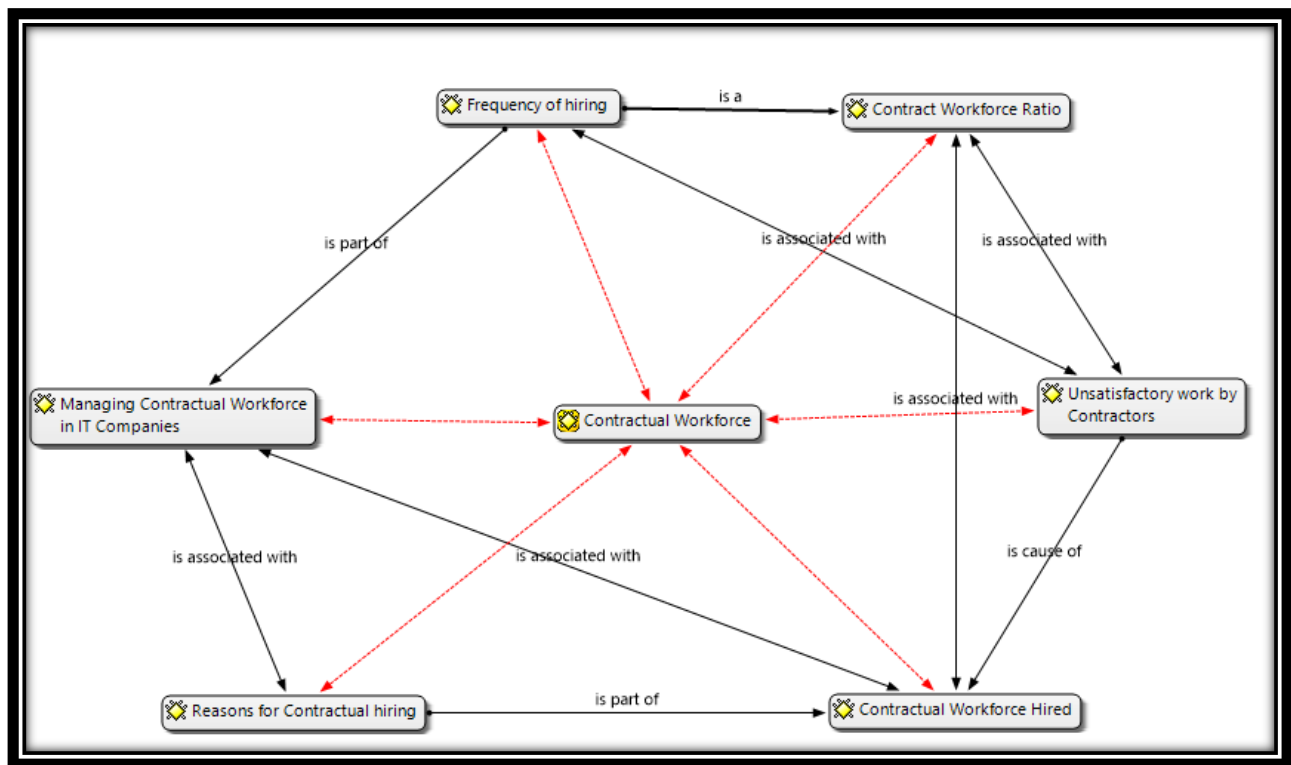 is a
Frequency of hiring
Contract Workforce Ratio
is part of
is associated with
is associated with
Managing Contractual Workforce
in IT Companies
Contractual Workforce
is associated with
Unsatisfactory work by
Contractors
is associated with
is associated with
is cause of
Reasons for Contractual hiring
is part of
Contractual Workforce Hired